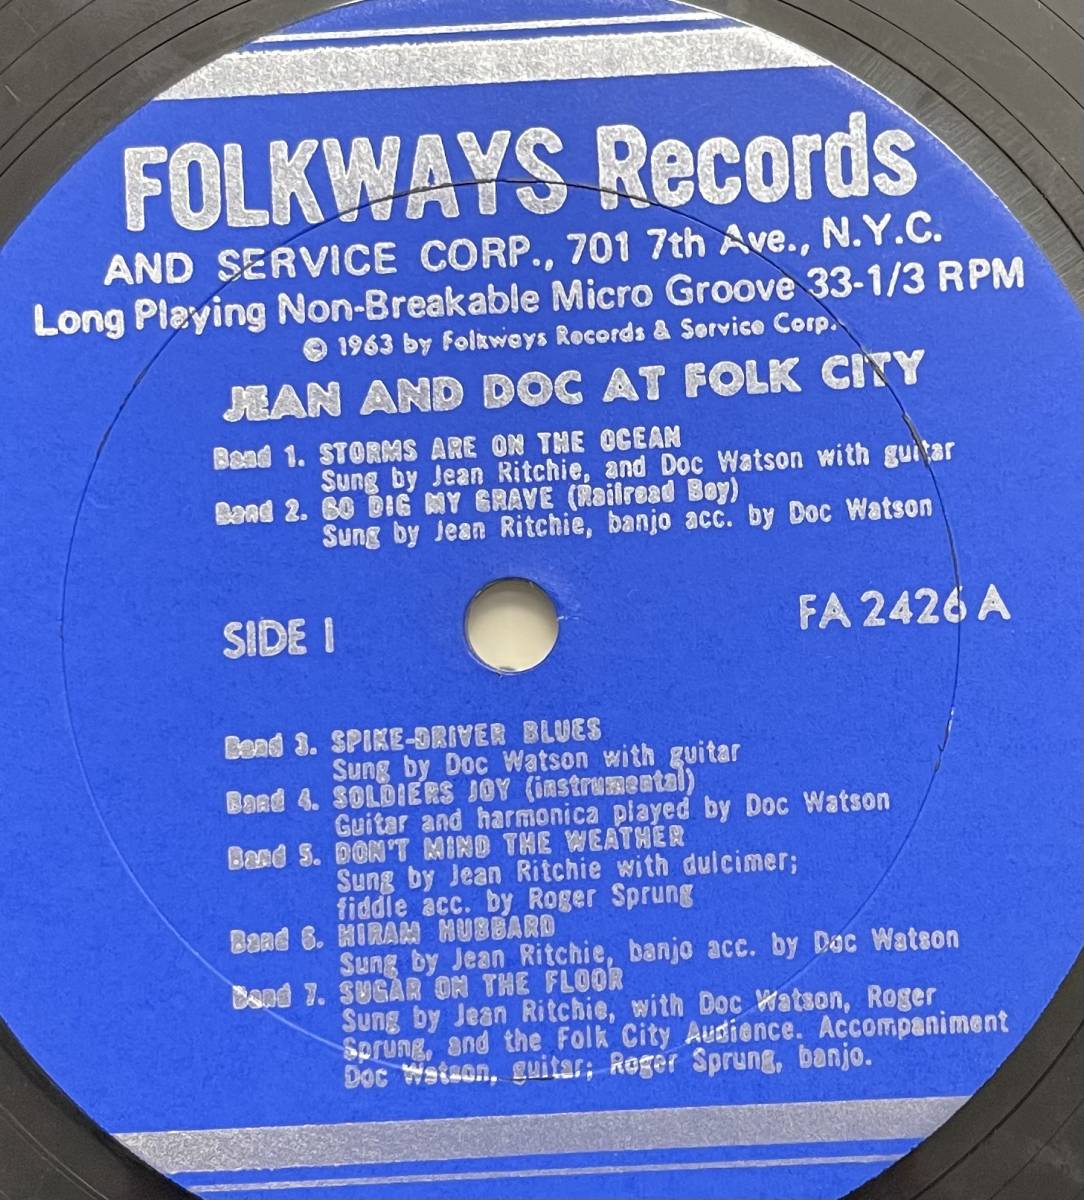 FOLKWAYS Records
AND SERVICE CORP., 701 7th Ave., N.Y.C.
Long Playing Non-Breakable Micro Groove 33-1/3 RPM
© 1963 by Folkways Records & Service Corp.
JEAN AND DOC AT FOLK CITY
Band 1. STORMS ARE ON THE OCEAN
Sung by Jean Ritchie, and Doc Watson with guitar
Band 2. GO DIG MY GRAVE (Railroad Boy)
Sung by Jean Ritchie, banjo acc. by Doc Watson
SIDE I
FA 2426 A
Band 3. SPIKE-DRIVER BLUES
Sung by Doc Watson with guitar
Band 4. SOLDIERS JOY (instrumental)
Guitar and harmonica played by Doc Watson
Band 5. DON'T MIND THE WEATHER
Sung by Jean Ritchie with dulcimer;
fiddle acc. by Roger Sprung
Band 6. HIRAM HUBBARD
Sung by Jean Ritchie, banjo acc. by Doc Watson
Band 7. SUGAR ON THE FLOOR
Sung by Jean Ritchie, with Doc Watson, Roger
Sprung, and the Folk City Audience. Accompaniment
Doc Watson, guitar; Roger Sprung, banjo.